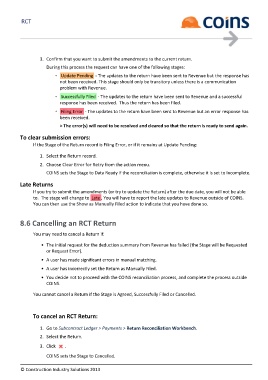 RCT
coins
3. Confirm that you want to submit the amendments to the current return.
During this process the request can have one of the following stages:
• Update Pending - The updates to the return have been sent to Revenue but the response has
not been received. This stage should only be transitory unless there is a communication
problem with Revenue.
• Successfully Filed - The updates to the return have been sent to Revenue and a successful
response has been received. Thus the return has been filed.
• Filing Error - The updates to the return have been sent to Revenue but an error response has
been received.
The error(s) will need to be resolved and cleared so that the return is ready to send again.
To clear submission errors:
If the Stage of the Return record is Filing Error, or if it remains at Update Pending:
1. Select the Return record.
2. Choose Clear Error for Retry from the Action menu.
COINS sets the Stage to Data Ready if the reconciliation is complete, otherwise it is set to Incomplete.
Late Returns
If you try to submit the amendments (or try to update the Return) after the due date, you will not be able
to. The stage will change to Late. You will have to report the late updates to Revenue outside of COINS.
You can then use the Show as Manually Filed action to indicate that you have done so.
8.6 Cancelling an RCT Return
You may need to cancel a Return if:
• The initial request for the deduction summary from Revenue has failed (the Stage will be Requested
or Request Error).
• A user has made significant errors in manual matching.
• A user has incorrectly set the Return as Manually Filed.
• You decide not to proceed with the COINS reconciliation process, and complete the process outside
COINS
You cannot cancel a Return if the Stage is Agreed, Successfully Filed or Cancelled.
To cancel an RCT Return:
1. Go to Subcontract Ledger > Payments > Return Reconciliation Workbench.
2. Select the Return.
3. Click ✕.
COINS sets the Stage to Cancelled.
© Construction Industry Solutions 2013